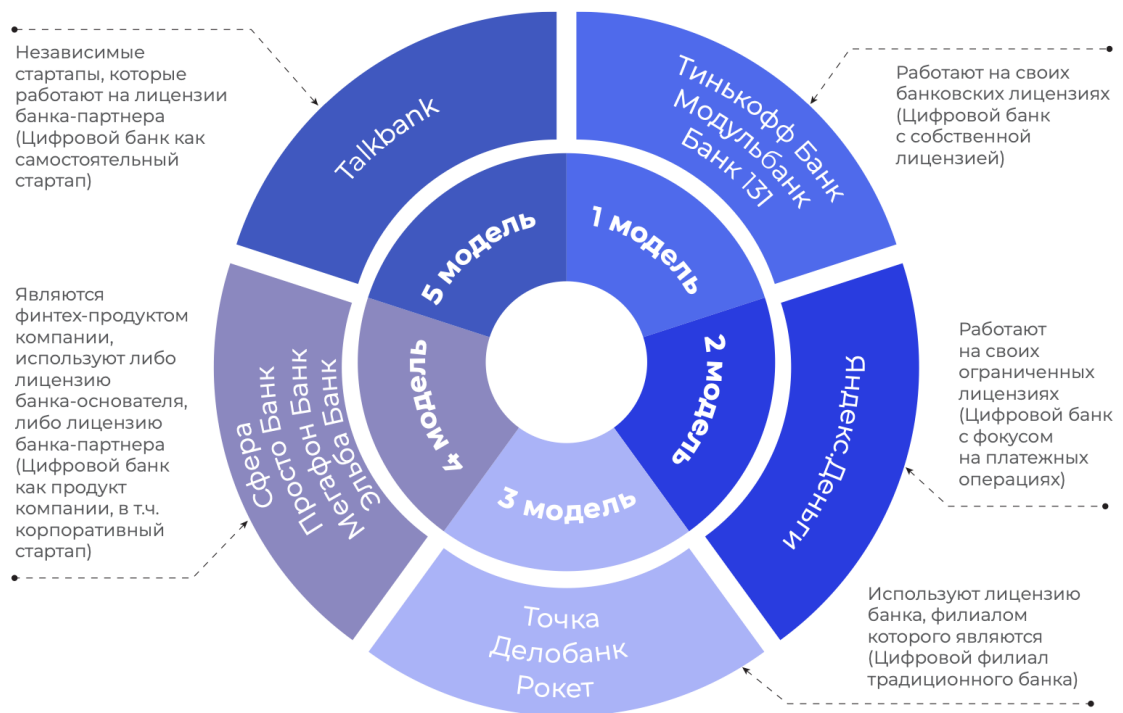 Независимые
стартапы, которые
работают на лицензии
банка-партнера
(Цифровой банк как
самостоятельный
стартап)
Talkbank
5 модель
Тинькофф Банк
Модульбанк
Банк 131
1 модель
Работают на своих
банковских лицензиях
(Цифровой банк
с собственной
лицензией)
Являются
финтех-продуктом
компании,
используют либо
лицензию
банка-основателя,
либо лицензию
банка-партнера
(Цифровой банк
как продукт
компании, в т.ч.
корпоративный
стартап)
Сфера
Просто Банк
Мегафон Банк
Эльба Банк
4 модель
2 модель
Яндекс.Деньги
Работают
на своих
ограниченных
лицензиях
(Цифровой банк
с фокусом
на платежных
операциях)
3 модель
Точка
Делобанк
Рокет
Используют лицензию
банка, филиалом
которого являются
(Цифровой филиал
традиционного банка)